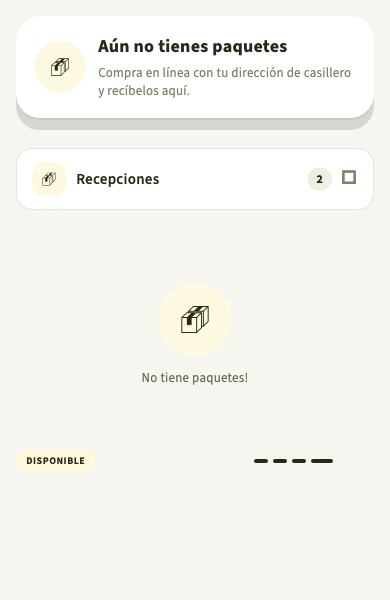 Aún no tienes paquetes
Compra en línea con tu dirección de casillero
y recíbelos aquí.
Recepciones
2
No tiene paquetes!
DISPONIBLE